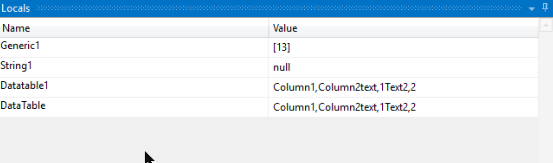 Locals
Name Value
Generic1 [13]
String1 null
Datatable1 Column1,Column2text,1Text2,2
DataTable Column1,Column2text,1Text2,2